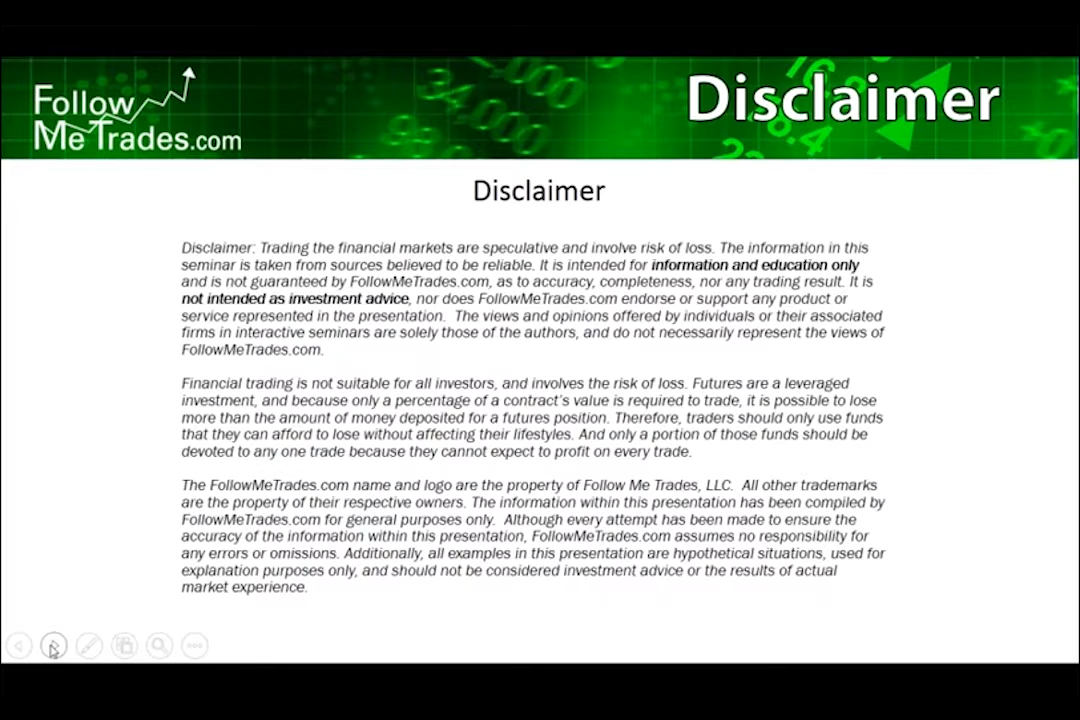 Follow
Me Trades.com
Disclaimer
Disclaimer
Disclaimer: Trading the financial markets are speculative and involve risk of loss. The information in this
seminar is taken from sources believed to be reliable. It is intended for information and education only
and is not guaranteed by FollowMeTrades.com, as to accuracy, completeness, nor any trading result. It is
not intended as investment advice, nor does FollowMeTrades.com endorse or support any product or
service represented in the presentation. The views and opinions offered by individuals or their associated
firms in interactive seminars are solely those of the authors, and do not necessarily represent the views of
FollowMeTrades.com.
Financial trading is not suitable for all investors, and involves the risk of loss. Futures are a leveraged
investment, and because only a percentage of a contract's value is required to trade, it is possible to lose
more than the amount of money deposited for a futures position. Therefore, traders should only use funds
that they can afford to lose without affecting their lifestyles. And only a portion of those funds should be
devoted to any one trade because they cannot expect to profit on every trade.
The FollowMeTrades.com name and logo are the property of Follow Me Trades, LLC. All other trademarks
are the property of their respective owners. The information within this presentation has been compiled by
FollowMeTrades.com for general purposes only. Although every attempt has been made to ensure the
accuracy of the information within this presentation, FollowMeTrades.com assumes no responsibility for
any errors or omissions. Additionally, all examples in this presentation are hypothetical situations, used for
explanation purposes only, and should not be considered investment advice or the results of actual
market experience.